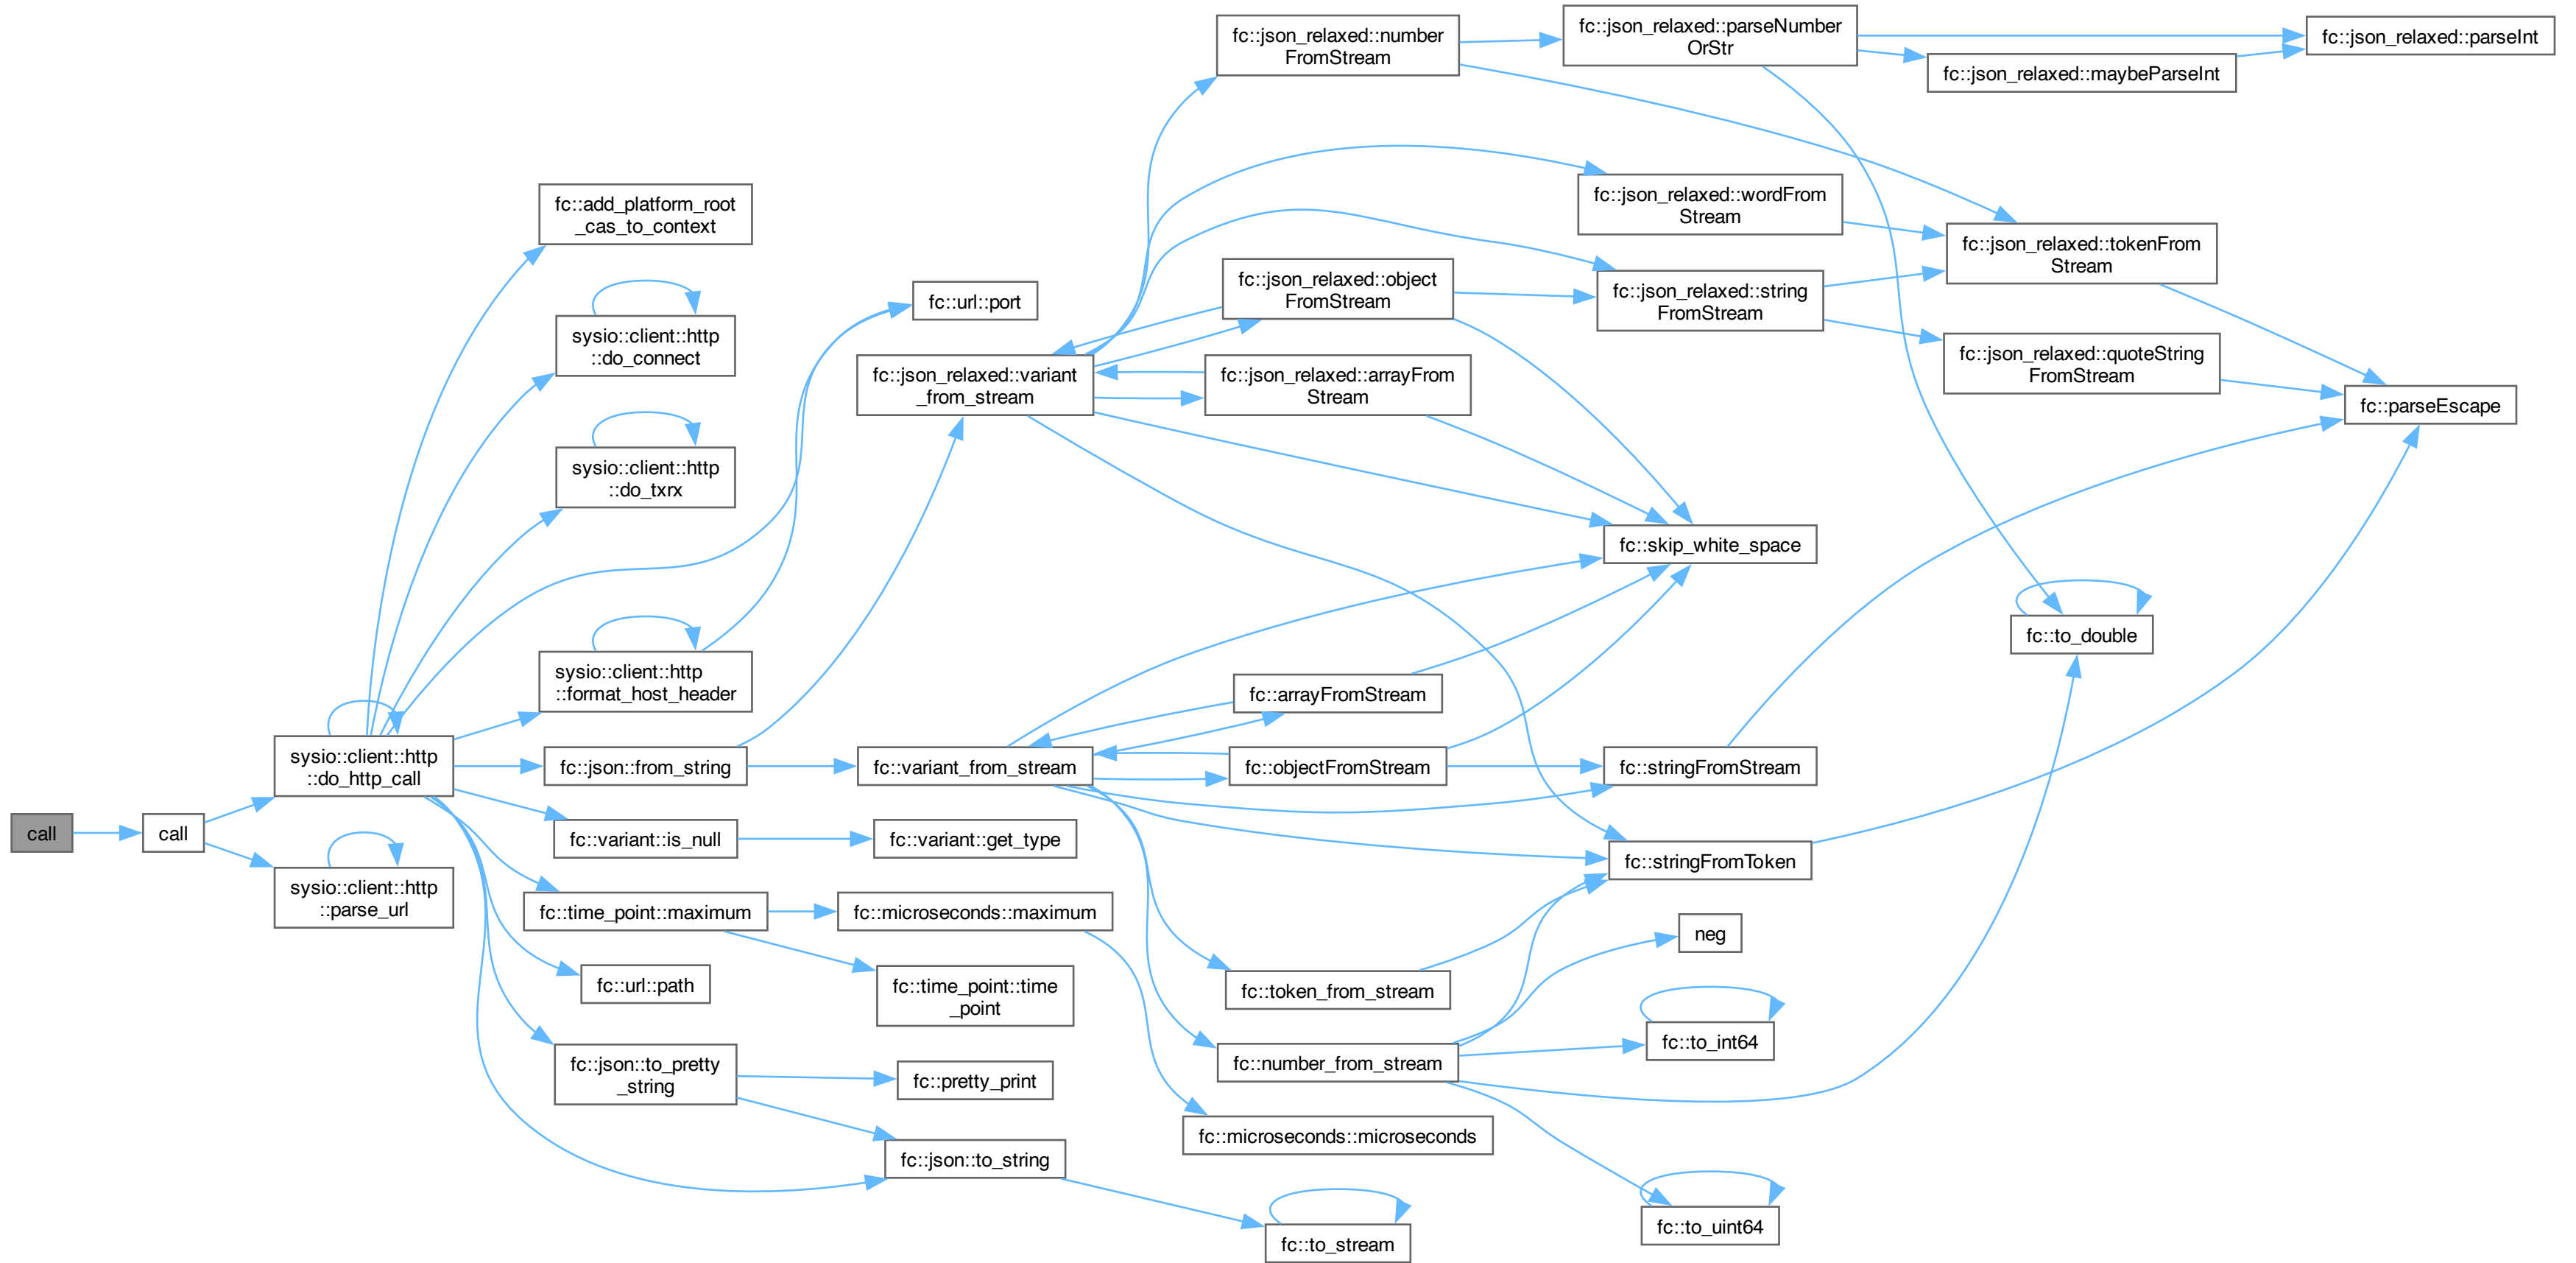 call
call
sysio::client::http
::do_http_call
sysio::client::http
::parse_url
fc::add_platform_root
_cas_to_context
sysio::client::http
::do_connect
sysio::client::http
::do_txrx
sysio::client::http
::format_host_header
fc::json::from_string
fc::variant::is_null
fc::time_point::maximum
fc::url::path
fc::json::to_pretty
_string
fc::url::port
fc::json_relaxed::variant
_from_stream
fc::variant_from_stream
fc::variant::get_type
fc::microseconds::maximum
fc::time_point::time
_point
fc::pretty_print
fc::json::to_string
fc::json_relaxed::number
FromStream
fc::json_relaxed::object
FromStream
fc::json_relaxed::arrayFrom
Stream
fc::arrayFromStream
fc::objectFromStream
fc::token_from_stream
fc::number_from_stream
fc::microseconds::microseconds
fc::to_stream
fc::json_relaxed::parseNumber
OrStr
fc::json_relaxed::wordFrom
Stream
fc::json_relaxed::string
FromStream
fc::skip_white_space
fc::stringFromStream
fc::stringFromToken
neg
fc::to_int64
fc::to_uint64
fc::json_relaxed::maybeParseInt
fc::json_relaxed::tokenFrom
Stream
fc::json_relaxed::quoteString
FromStream
fc::to_double
fc::json_relaxed::parseInt
fc::parseEscape